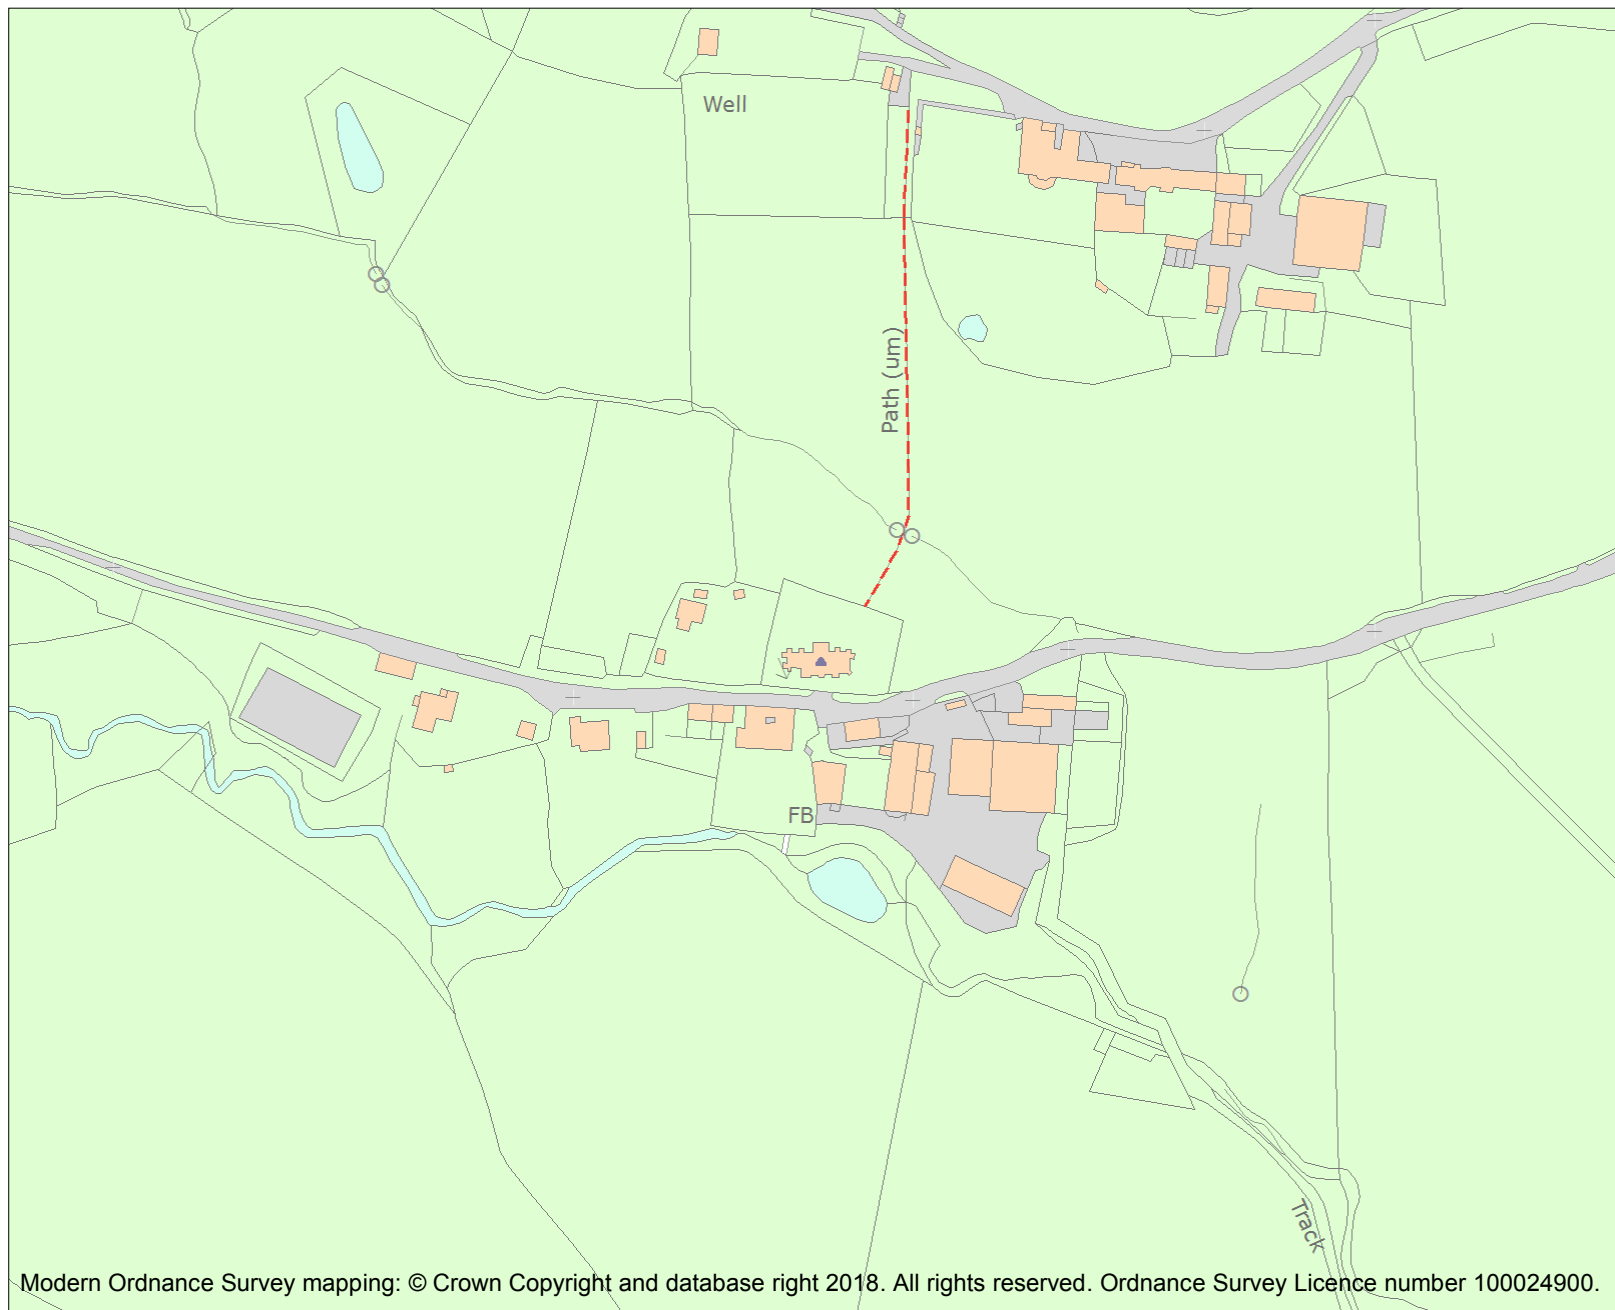 Well
Path (um)
FB
Track
Modern Ordnance Survey mapping: © Crown Copyright and database right 2018. All rights reserved. Ordnance Survey Licence number 100024900.